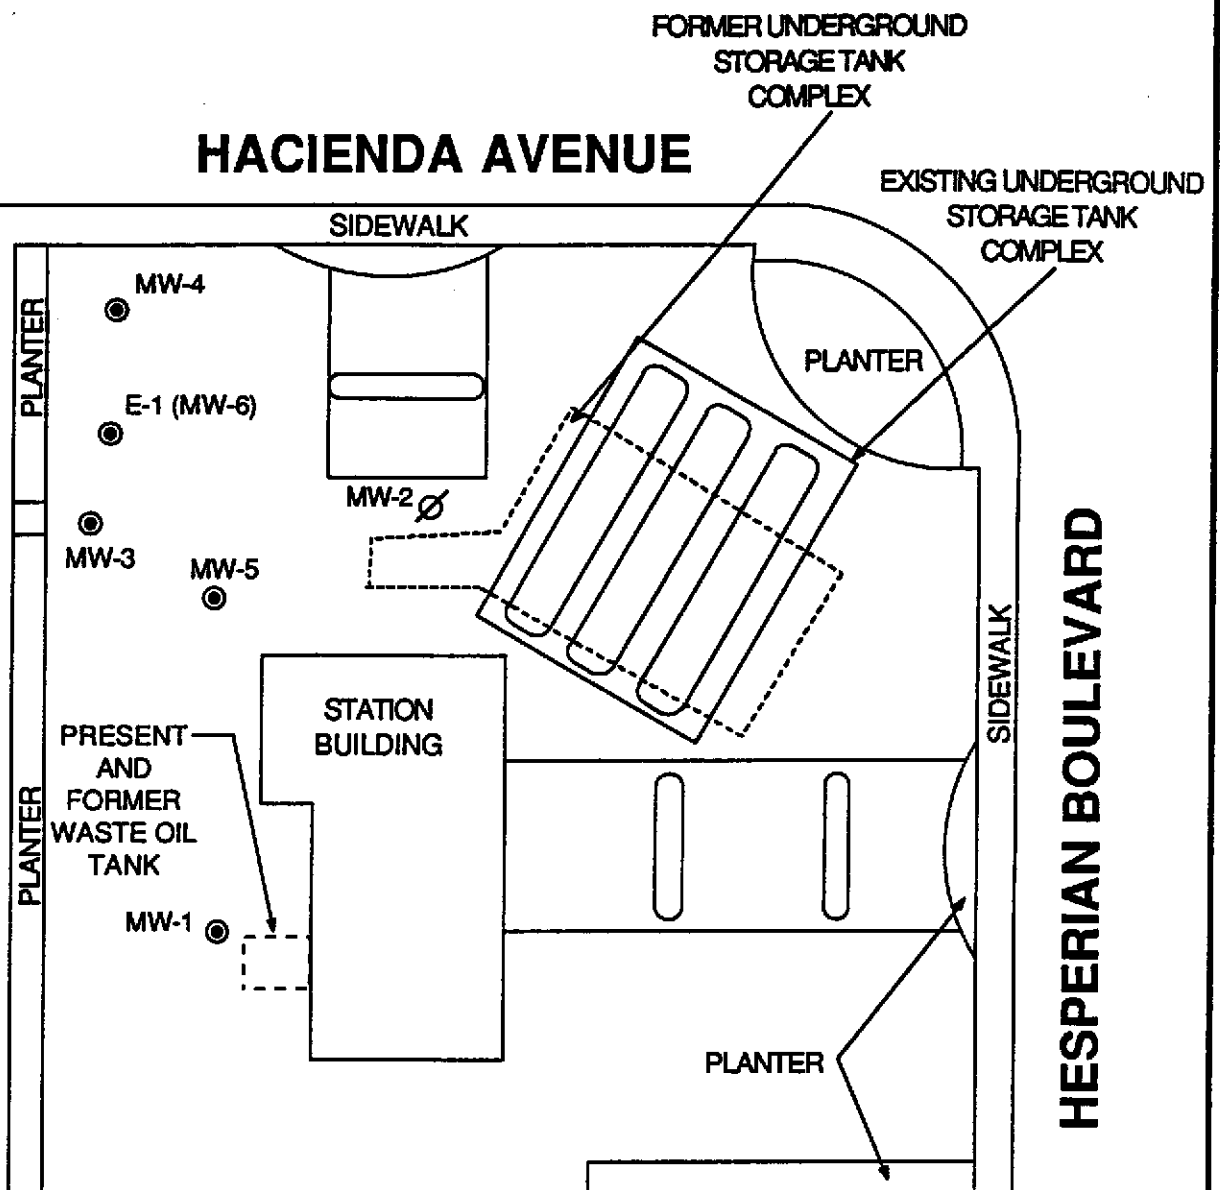 FORMER UNDERGROUND
STORAGE TANK
COMPLEX
HACIENDA AVENUE
EXISTING UNDERGROUND
STORAGE TANK
COMPLEX
SIDEWALK
MW-4
PLANTER
PLANTER
E-1 (MW-6)
MW-2
MW-3
MW-5
SIDEWALK
HESPERIAN BOULEVARD
STATION
BUILDING
PRESENT
AND
FORMER
WASTE OIL
TANK
PLANTER
MW-1
PLANTER